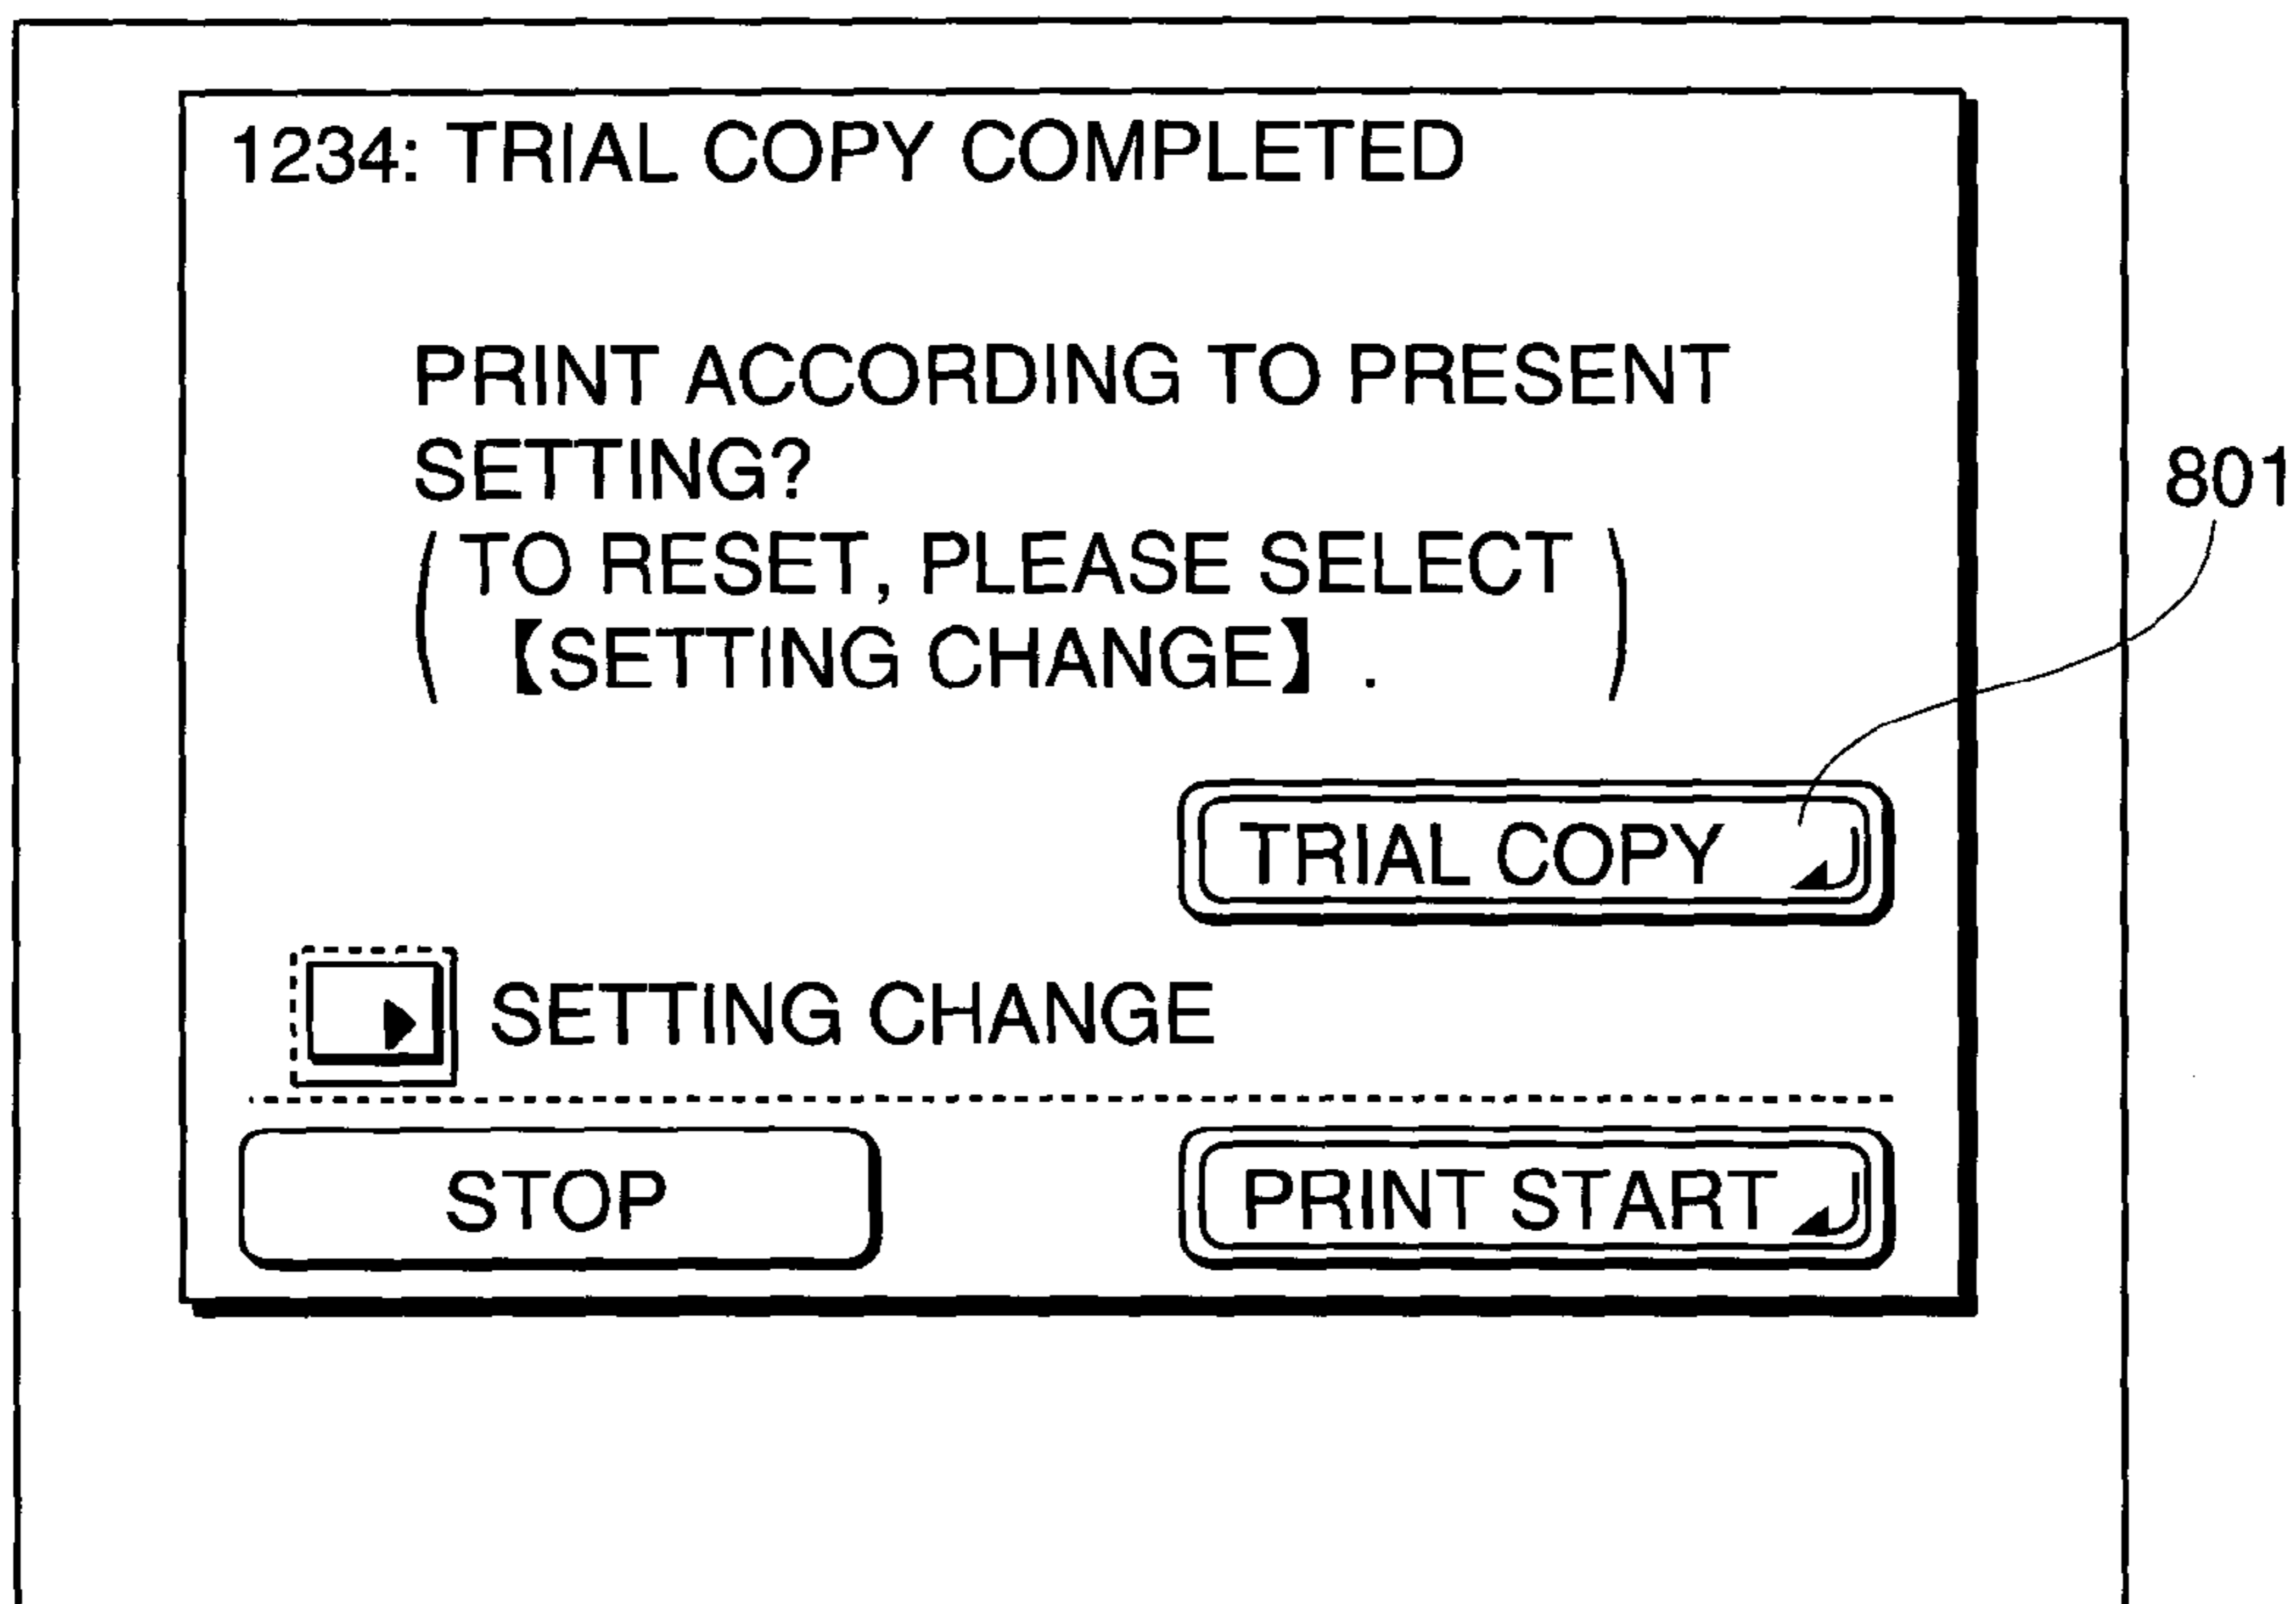 1234: TRIAL COPY COMPLETED
PRINT ACCORDING TO PRESENT
SETTING?
(TO RESET, PLEASE SELECT
【SETTING CHANGE】.)
801
TRIAL COPY
SETTING CHANGE
STOP
PRINT START